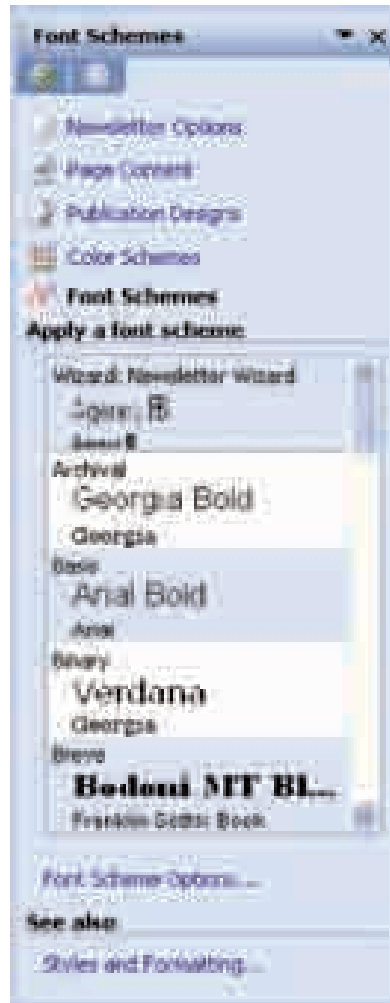 Font Schemes
Newsletter Options
Page Content
Publication Designs
Color Schemes
Font Schemes
Apply a font scheme
Wizard: Newsletter Wizard
Archival
Georgia Bold
Georgia
Basic
Arial Bold
Arial
Binary
Verdana
Georgia
Breve
Bodoni MT Bl...
Franklin Gothic Book
Font Scheme Options...
See also
Styles and Formatting...